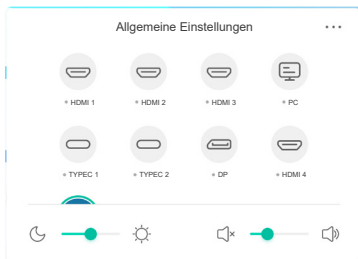 Allgemeine Einstellungen
HDMI 1
HDMI 2
HDMI 3
PC
TYPEC 1
TYPEC 2
DP
HDMI 4